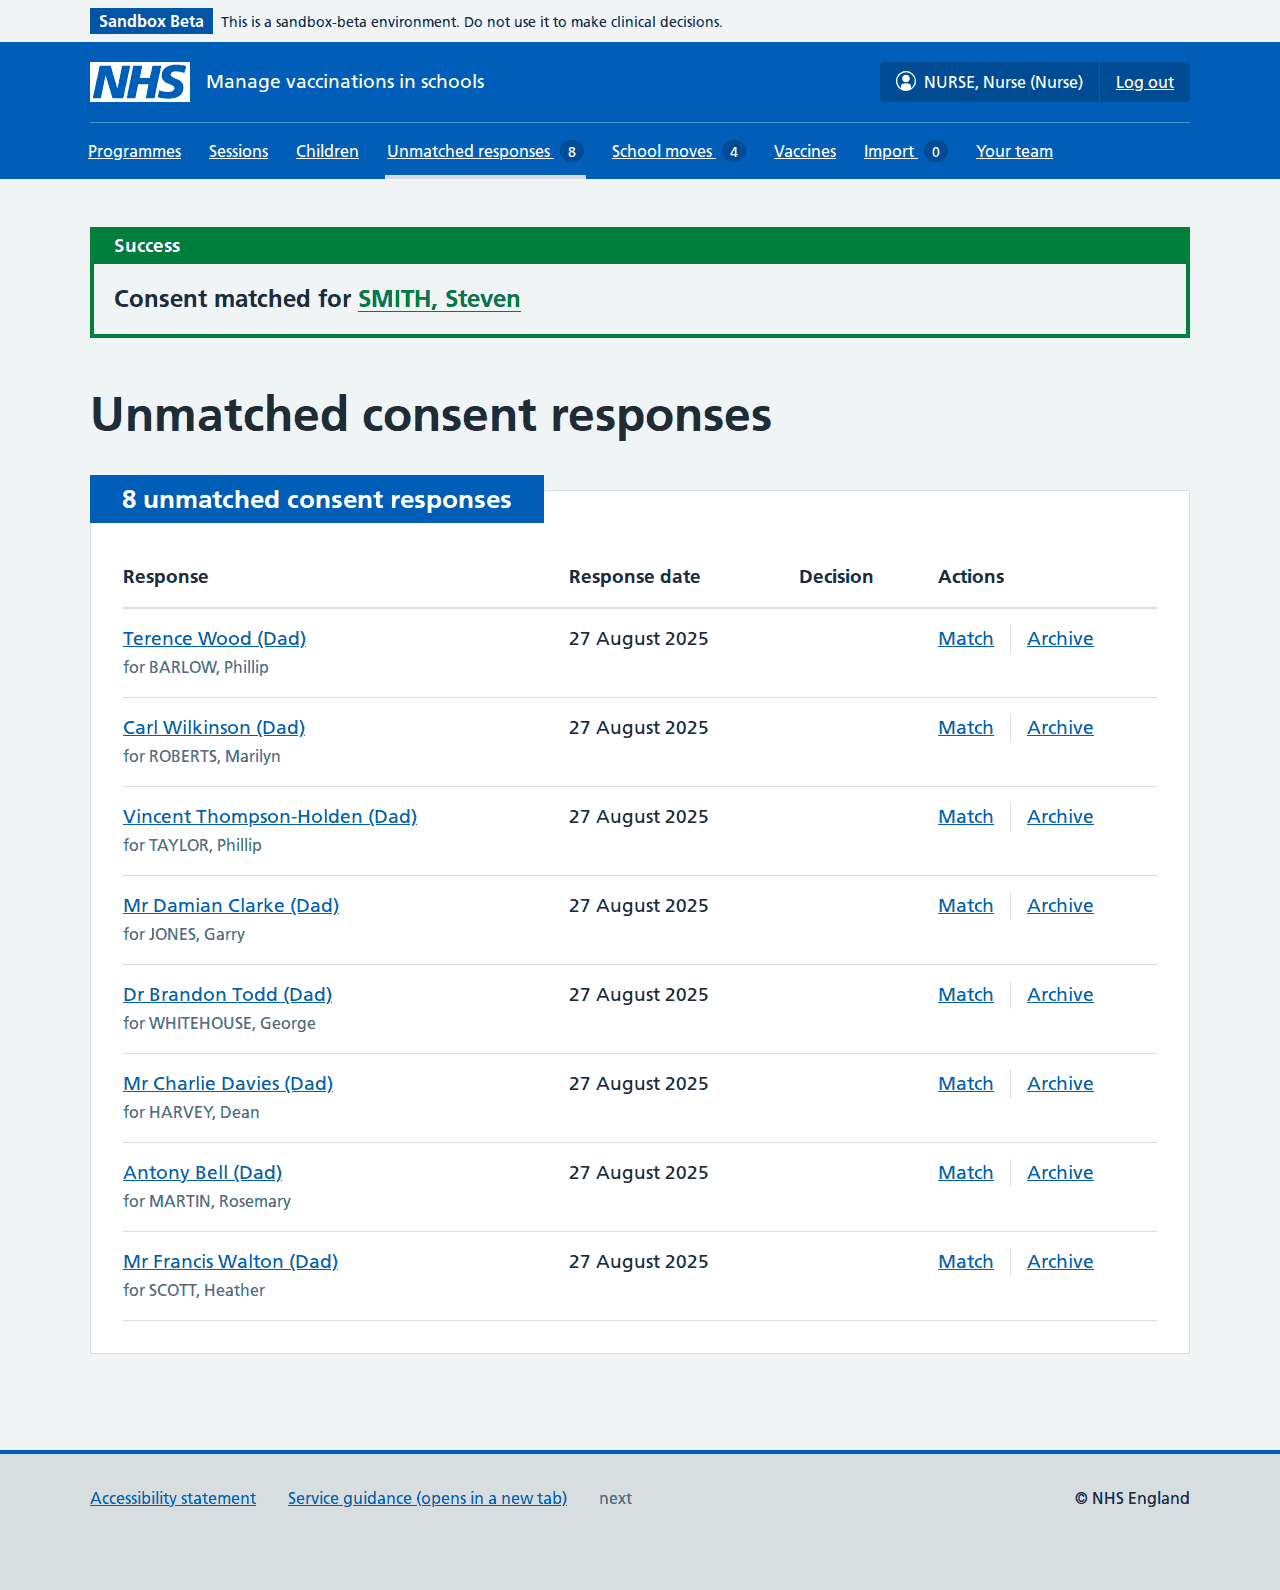 Sandbox Beta This is a sandbox-beta environment. Do not use it to make clinical decisions.
NHS Manage vaccinations in schools NURSE, Nurse (Nurse) Log out
Programmes Sessions Children Unmatched responses 8 School moves 4 Vaccines Import 0 Your team
Success
Consent matched for SMITH, Steven
Unmatched consent responses
8 unmatched consent responses
Response Response date Decision Actions
Terence Wood (Dad) 27 August 2025 Match Archive
for BARLOW, Phillip
Carl Wilkinson (Dad) 27 August 2025 Match Archive
for ROBERTS, Marilyn
Vincent Thompson-Holden (Dad) 27 August 2025 Match Archive
for TAYLOR, Phillip
Mr Damian Clarke (Dad) 27 August 2025 Match Archive
for JONES, Garry
Dr Brandon Todd (Dad) 27 August 2025 Match Archive
for WHITEHOUSE, George
Mr Charlie Davies (Dad) 27 August 2025 Match Archive
for HARVEY, Dean
Antony Bell (Dad) 27 August 2025 Match Archive
for MARTIN, Rosemary
Mr Francis Walton (Dad) 27 August 2025 Match Archive
for SCOTT, Heather
Accessibility statement Service guidance (opens in a new tab) next © NHS England